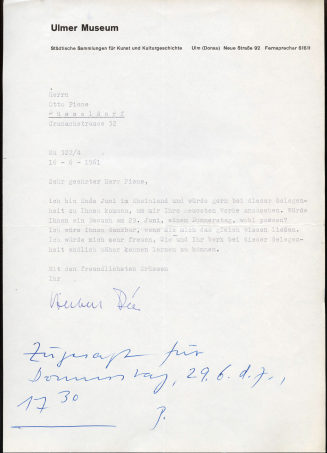 Ulmer Museum
Städtische Sammlungen für Kunst und Kulturgeschichte Ulm (Donau) Neue Straße 92 Fernsprecher
Herrn
Otto Piene
Düsseldorf
32
16 - 6 - 1961
Sehr geehrter Herr Piene,
ich bin Ende Juni im Rheinland und würde gern bei dieser Gelegen-
heit zu Ihnen kommen, um mir Ihre neuesten Werke anzusehen. Würde
Ihnen ein Besuch am 29. Juni, einem Donnerstag, wohl passen?
Ich wäre Ihnen dankbar, wenn Sie mich das gleich wissen ließen.
Ich würde mich sehr freuen, Sie und Ihr Werk bei dieser Gelegen-
heit endlich näher kennen lernen zu können.
Mit den freundlichsten Grüssen
Ihr
Zugesagt für
Donnerstag, 29.6. d.J.,
17 30
P.